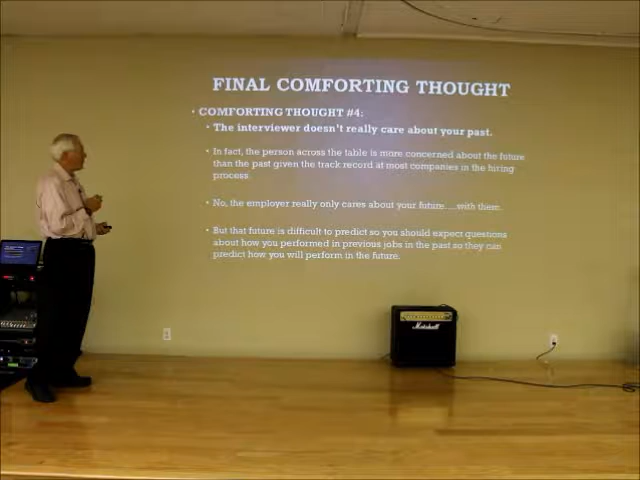 FINAL COMFORTING THOUGHT
• COMFORTING THOUGHT #4:
• The interviewer doesn't really care about your past.
• In fact, the person across the table is more concerned about the future
than the past given the track record at most companies in the hiring
process
• No, the employer really only cares about your future.....with them.
• But that future is difficult to predict so you should expect questions
about how you performed in previous jobs in the past so they can
predict how you will perform in the future.
Marshall